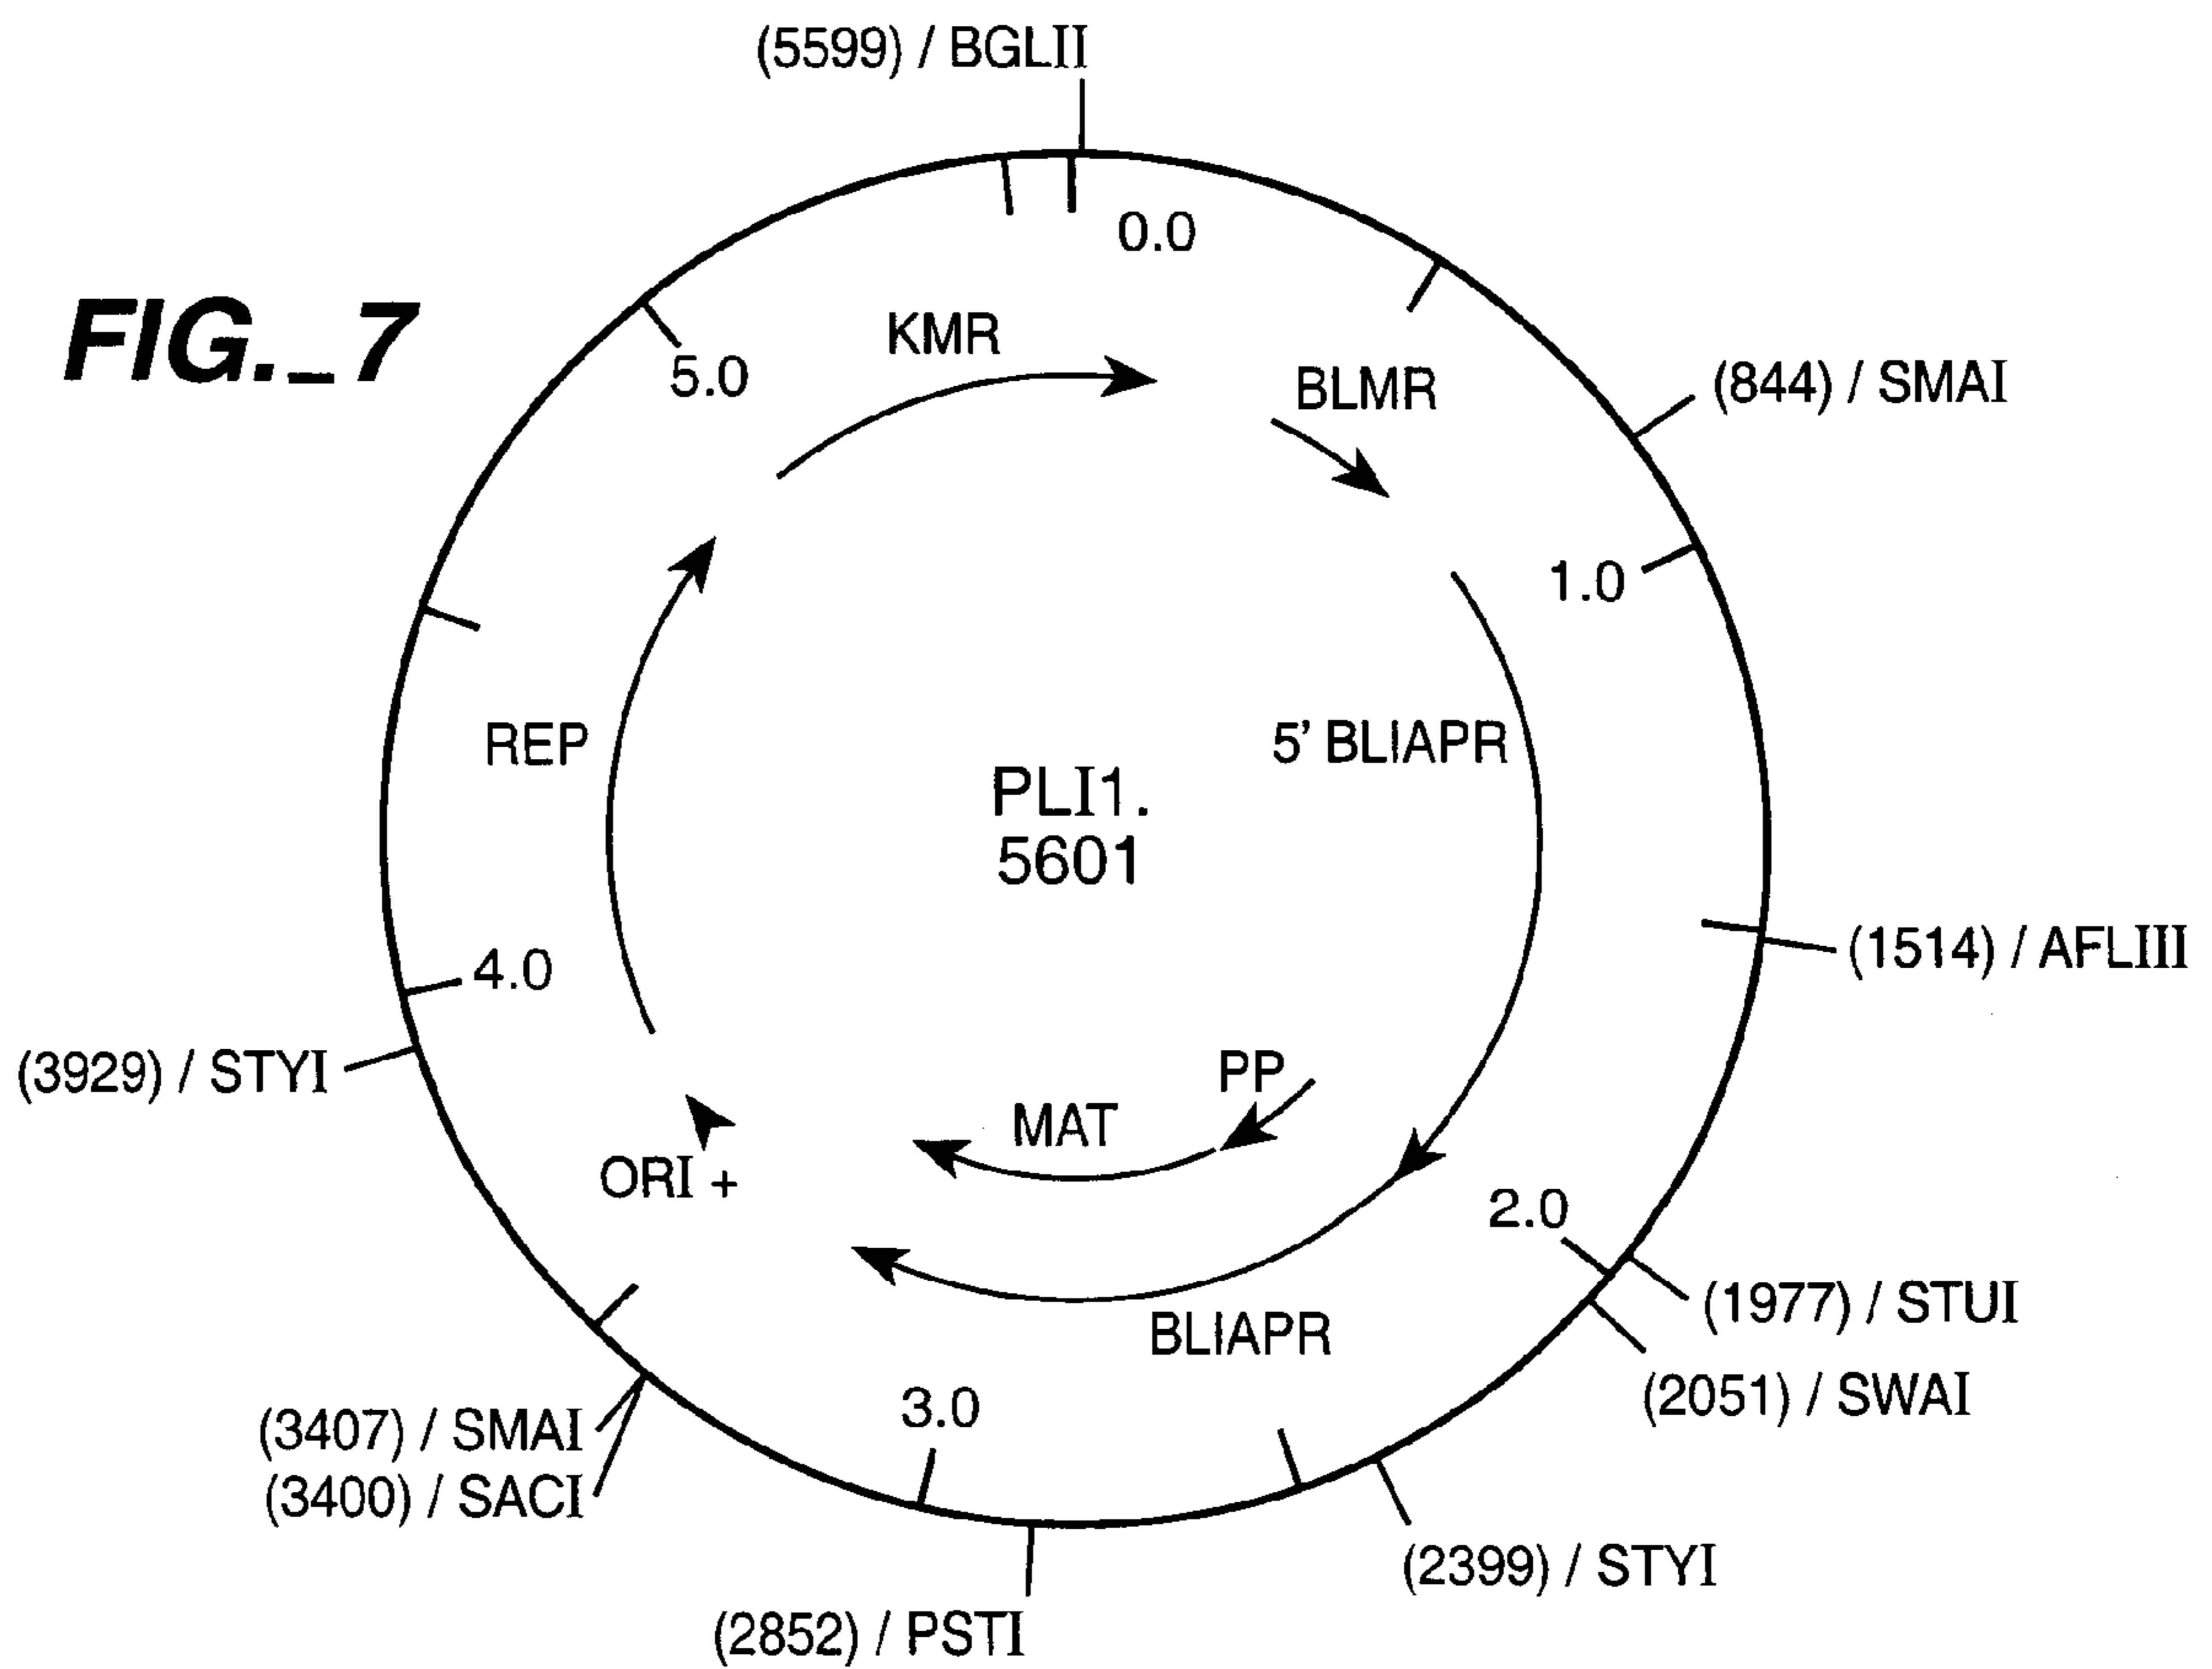 (5599) / BGLII
0.0
FIG._7
KMR
5.0
BLMR
(844) / SMAI
1.0
REP
5' BLIAPR
PLI1.
5601
4.0
(1514) / AFLIII
(3929) / STYI
PP
MAT
ORI +
2.0
(1977) / STUI
BLIAPR
(2051) / SWAI
3.0
(3407) / SMAI
(3400) / SACI
(2399) / STYI
(2852) / PSTI